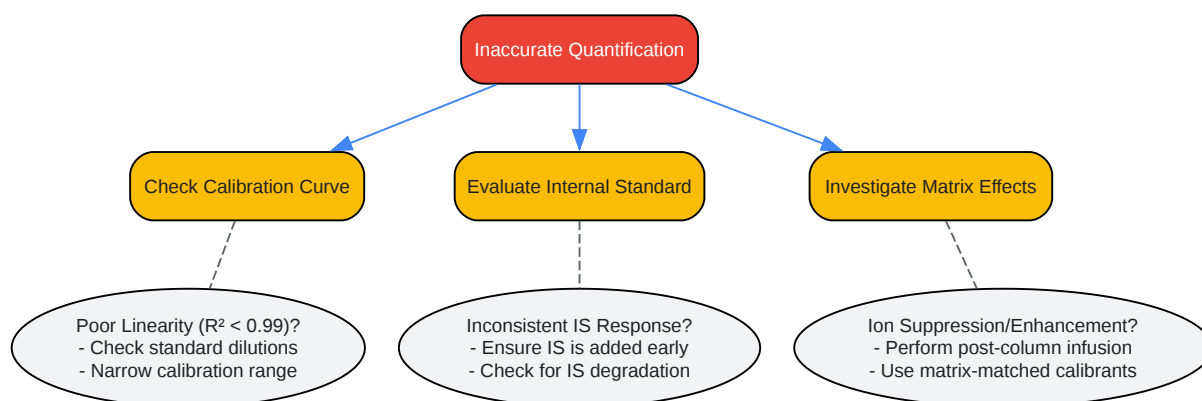 Inaccurate Quantification
Check Calibration Curve
Evaluate Internal Standard
Investigate Matrix Effects
Poor Linearity (R² < 0.99)?
- Check standard dilutions
- Narrow calibration range
Inconsistent IS Response?
- Ensure IS is added early
- Check for IS degradation
Ion Suppression/Enhancement?
- Perform post-column infusion
- Use matrix-matched calibrants